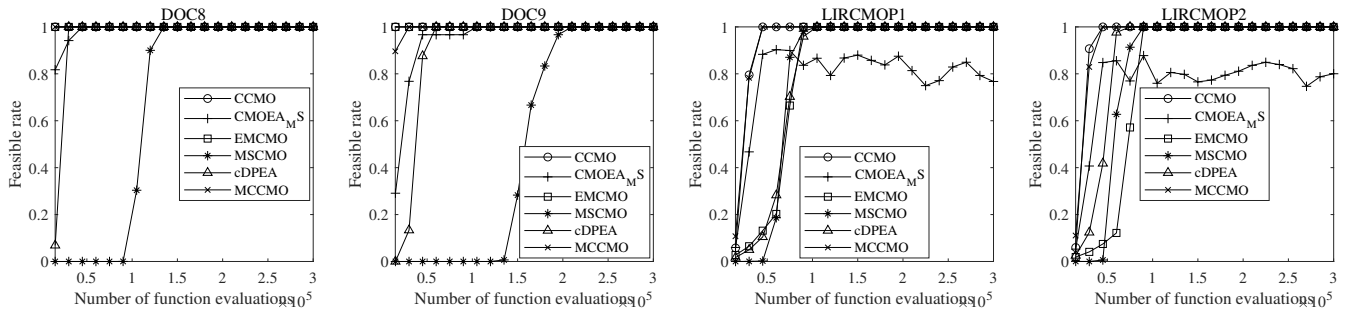 DOC8
Feasible rate
1
0.8
0.6
0.4
0.2
0
CCMO
CMOEA_MS
EMCMO
MSCMO
cDPEA
MCCMO
0.5 1 1.5 2 2.5 3
Number of function evaluations
×10^5
DOC9
Feasible rate
1
0.8
0.6
0.4
0.2
0
CCMO
CMOEA_MS
EMCMO
MSCMO
cDPEA
MCCMO
0.5 1 1.5 2 2.5 3
Number of function evaluations
×10^5
LIRCMOP1
Feasible rate
1
0.8
0.6
0.4
0.2
0
CCMO
CMOEA_MS
EMCMO
MSCMO
cDPEA
MCCMO
0.5 1 1.5 2 2.5 3
Number of function evaluations
×10^5
LIRCMOP2
Feasible rate
1
0.8
0.6
0.4
0.2
0
CCMO
CMOEA_MS
EMCMO
MSCMO
cDPEA
MCCMO
0.5 1 1.5 2 2.5 3
Number of function evaluations
×10^5